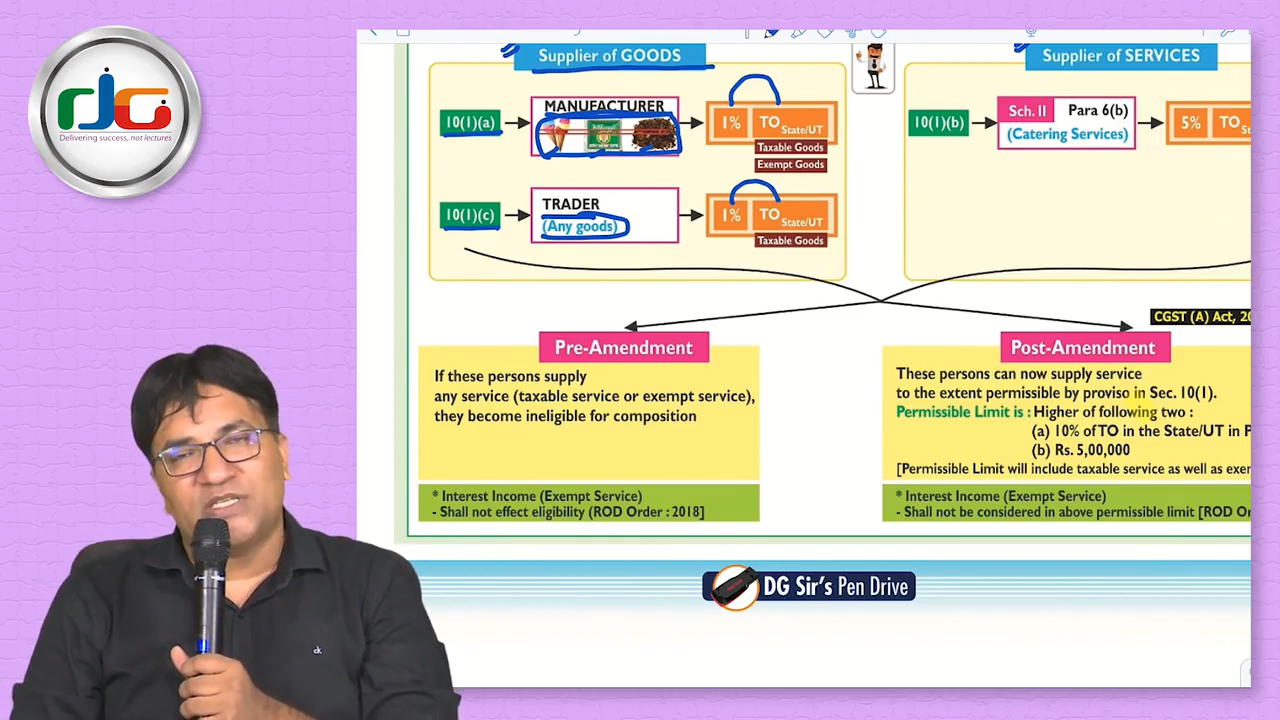 Delivering success, not lectures
Supplier of GOODS
10(1)(a)
MANUFACTURER
1% TO State/UT
Taxable Goods
Exempt Goods
10(1)(c)
TRADER
(Any goods)
1% TO State/UT
Taxable Goods
Supplier of SERVICES
10(1)(b)
Sch. II Para 6(b)
(Catering Services)
5%
CGST (A) Act,
Pre-Amendment
If these persons supply
any service (taxable service or exempt service),
they become ineligible for composition
* Interest Income (Exempt Service)
- Shall not effect eligibility (ROD Order : 2018]
Post-Amendment
These persons can now supply service
to the extent permissible by proviso in Sec. 10(1).
Permissible Limit is : Higher of following two :
(a) 10% of TO in the State/UT in
(b) Rs. 5,00,000
[Permissible Limit will include taxable service as well as
* Interest Income (Exempt Service)
- Shall not be considered in above permissible limit [ROD
DG Sir's Pen Drive